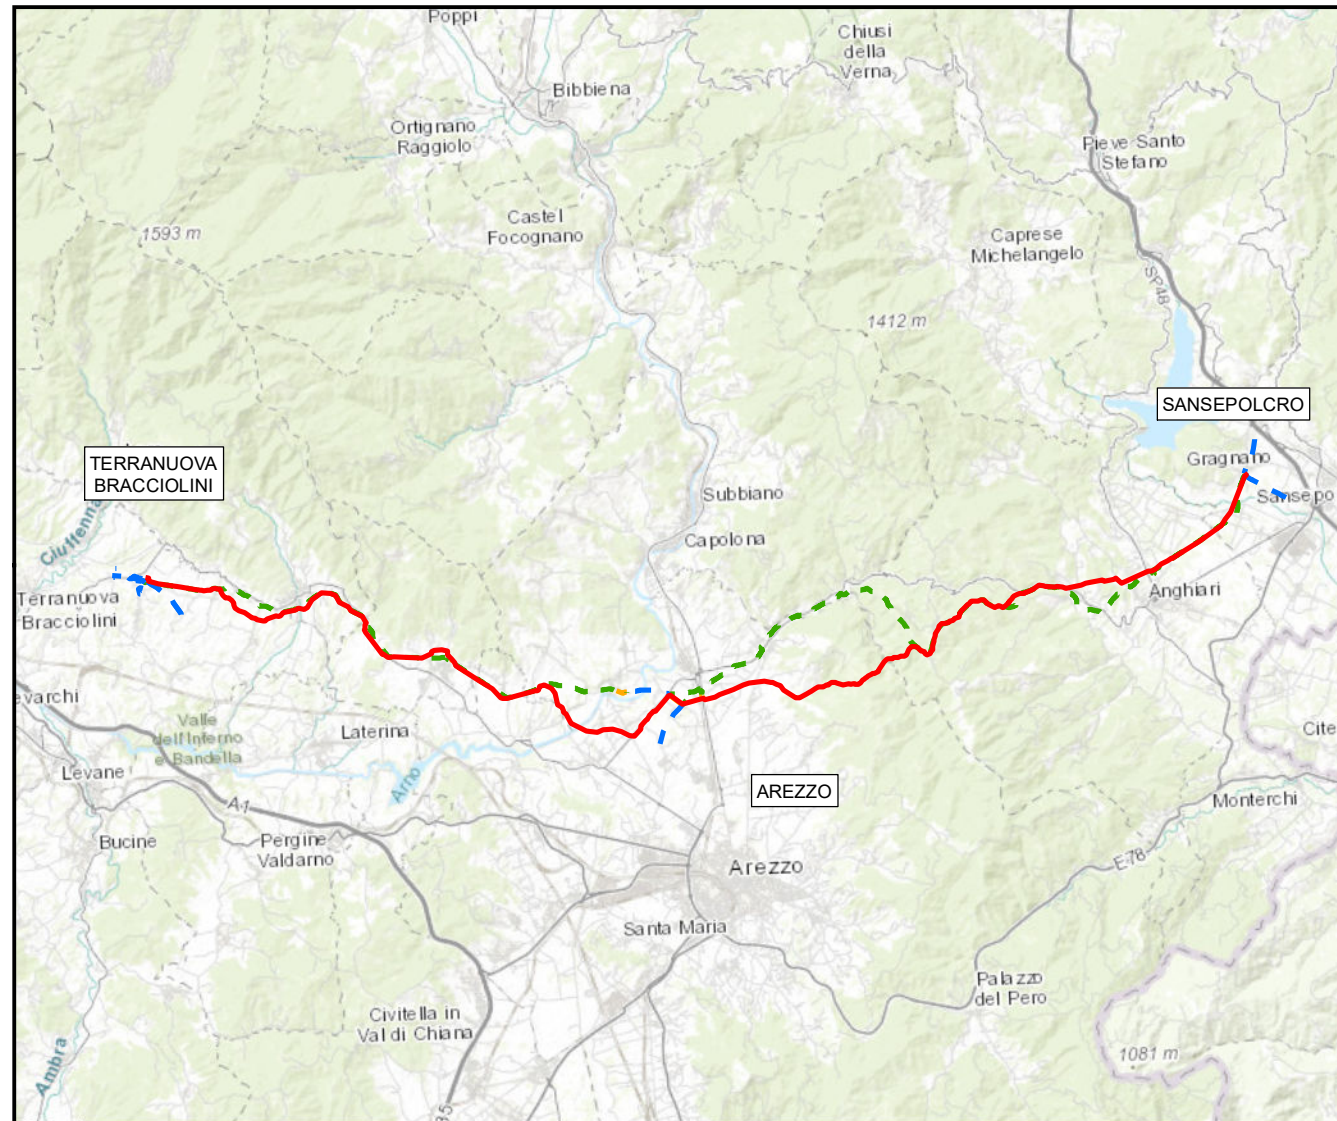 Poppi
Chiusi
della
Verna
Bibbiena
Ortignano
Raggiolo
Pieve Santo
Stefano
Castel
Focognano
1593 m
Caprese
Michelangelo
SP48
1412 m
SANSEPOLCRO
TERRANUOVA
BRACCIOLINI
Gragnano
Subbiano
Sansepo
Ciuffenna
Capolona
Terranuova
Bracciolini
Anghiari
evarchi
Valle
dell'Inferno
e Bandella
Laterina
Cite
Levane
Arno
AREZZO
A1
Monterchi
Bucine
Pergine
Valdarno
E-78
Arezzo
Santa Maria
Palazzo
del Pero
Civitella in
Val di Chiana
1081 m
Ambra